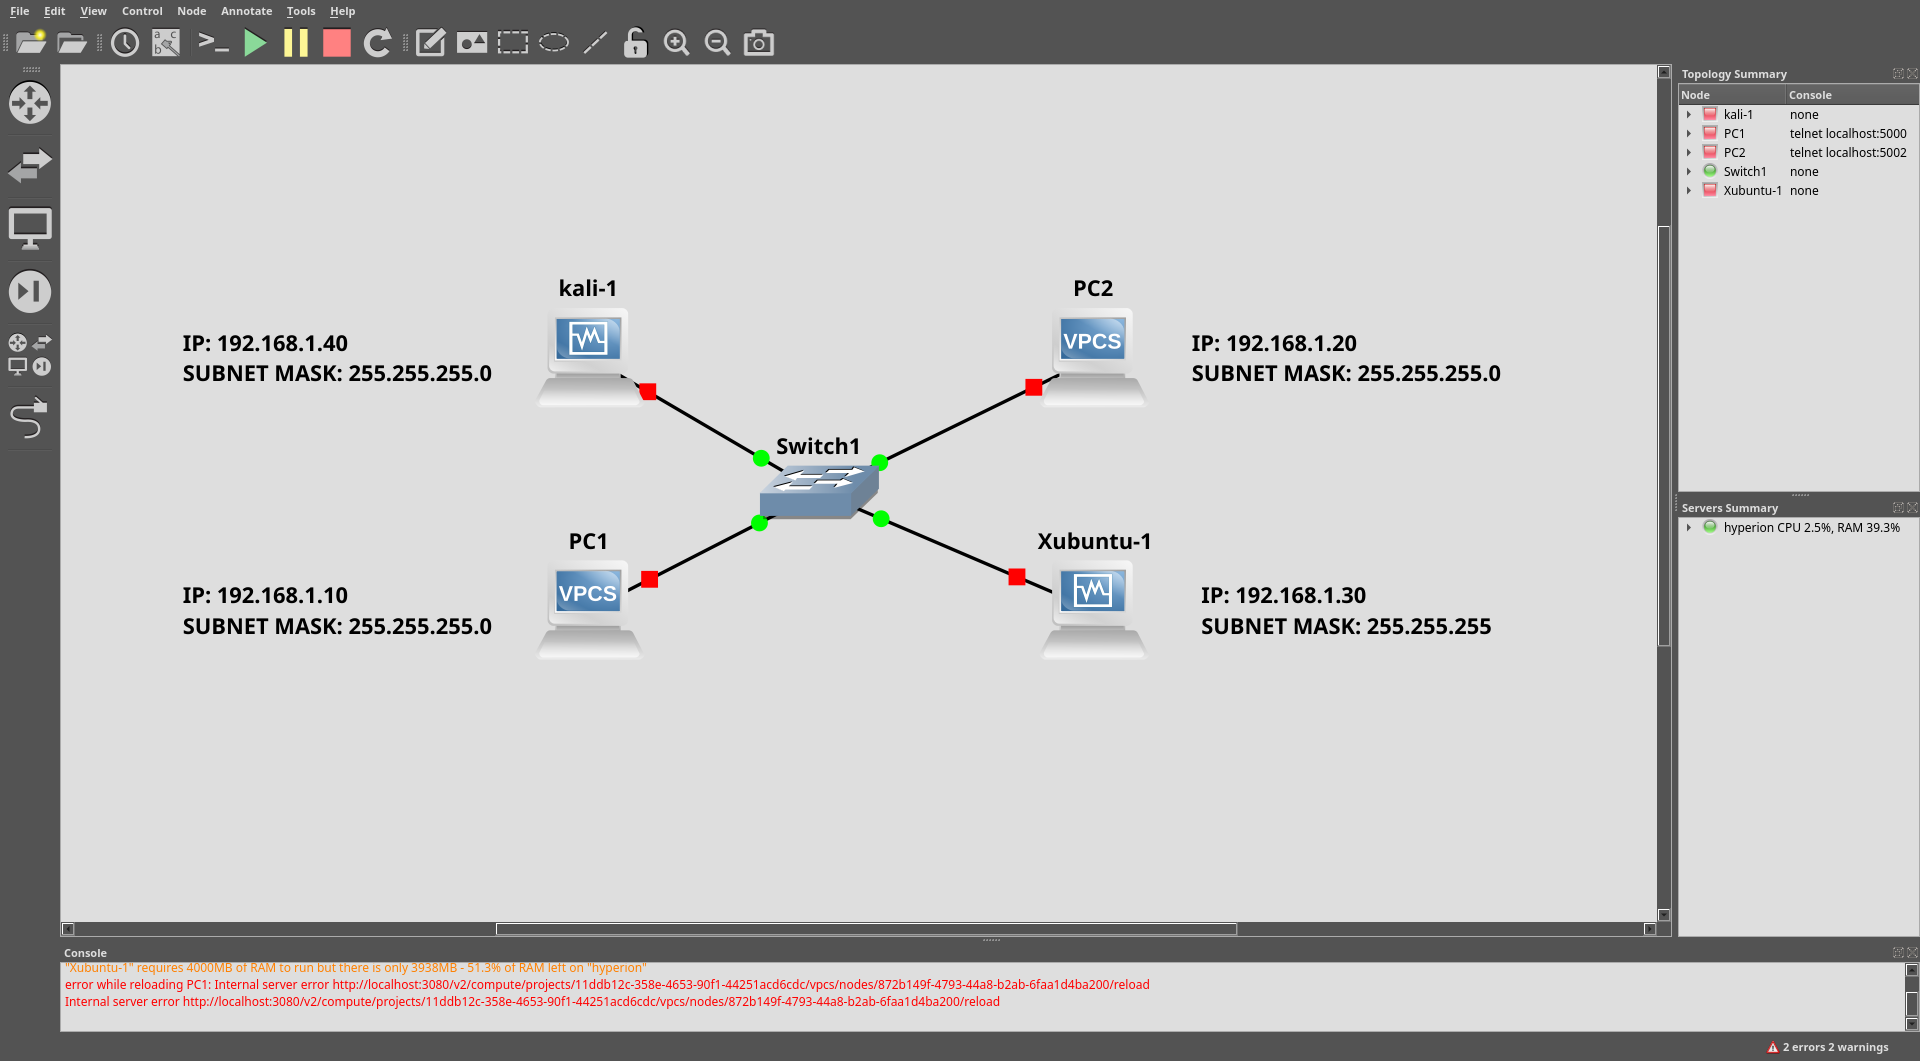 File Edit View Control Node Annotate Tools Help
Topology Summary
Node Console
kali-1 none
PC1 telnet localhost:5000
PC2 telnet localhost:5002
Switch1 none
Xubuntu-1 none
kali-1
PC2
IP: 192.168.1.40
SUBNET MASK: 255.255.255.0
VPCS
IP: 192.168.1.20
SUBNET MASK: 255.255.255.0
Switch1
PC1
Xubuntu-1
IP: 192.168.1.10
SUBNET MASK: 255.255.255.0
VPCS
IP: 192.168.1.30
SUBNET MASK: 255.255.255
Servers Summary
hyperion CPU 2.5%, RAM 39.3%
Console
"Xubuntu-1" requires 4000MB of RAM to run but there is only 3938MB - 51.3% of RAM left on "hyperion"
error while reloading PC1: Internal server error http://localhost:3080/v2/compute/projects/11ddb12c-358e-4653-90f1-44251acd6cdc/vpcs/nodes/872b149f-4793-44a8-b2ab-6faa1d4ba200/reload
Internal server error http://localhost:3080/v2/compute/projects/11ddb12c-358e-4653-90f1-44251acd6cdc/vpcs/nodes/872b149f-4793-44a8-b2ab-6faa1d4ba200/reload
2 errors 2 warnings